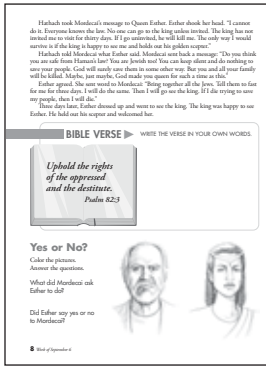 Hathach took Mordecai's message to Queen Esther. Esther shook her head. "I cannot
do it. Everyone knows the law. No one can go to the king unless invited. The king has not
invited me to visit for thirty days. If I go uninvited, he will kill me. The only way I would
survive is if the king is happy to see me and holds out his golden scepter."
Hathach told Mordecai what Esther said. Mordecai sent back a message: "Do you think
you are safe from Haman's law? You are Jewish too! You can keep silent and do nothing to
save your people. God will surely save them in some other way. But you and all your family
will be killed. Maybe, just maybe, God made you queen for such a time as this."
Esther agreed. She sent word to Mordecai: "Bring together all the Jews. Tell them to fast
for me for three days. I will do the same. Then I will go see the king. If I die trying to save
my people, then I will die."
Three days later, Esther dressed up and went to see the king. The king was happy to see
Esther. He held out his scepter and welcomed her.
BIBLE VERSE
WRITE THE VERSE IN YOUR OWN WORDS.
Uphold the rights
of the oppressed
and the destitute.
Psalm 82:3
Yes or No?
Color the pictures.
Answer the questions.
What did Mordecai ask
Esther to do?
Did Esther say yes or no
to Mordecai?
8 Week of September 6